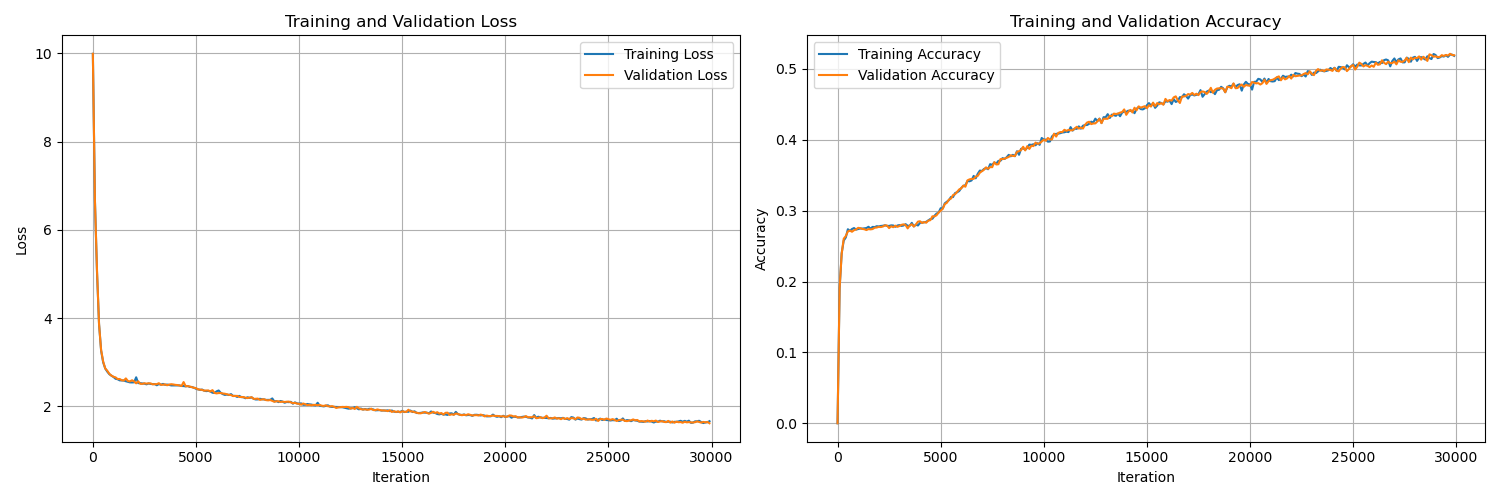 Training and Validation Loss
Loss
10
8
6
4
2
Training Loss
Validation Loss
0 5000 10000 15000 20000 25000 30000
Iteration
Training and Validation Accuracy
Accuracy
0.5
0.4
0.3
0.2
0.1
0.0
Training Accuracy
Validation Accuracy
0 5000 10000 15000 20000 25000 30000
Iteration